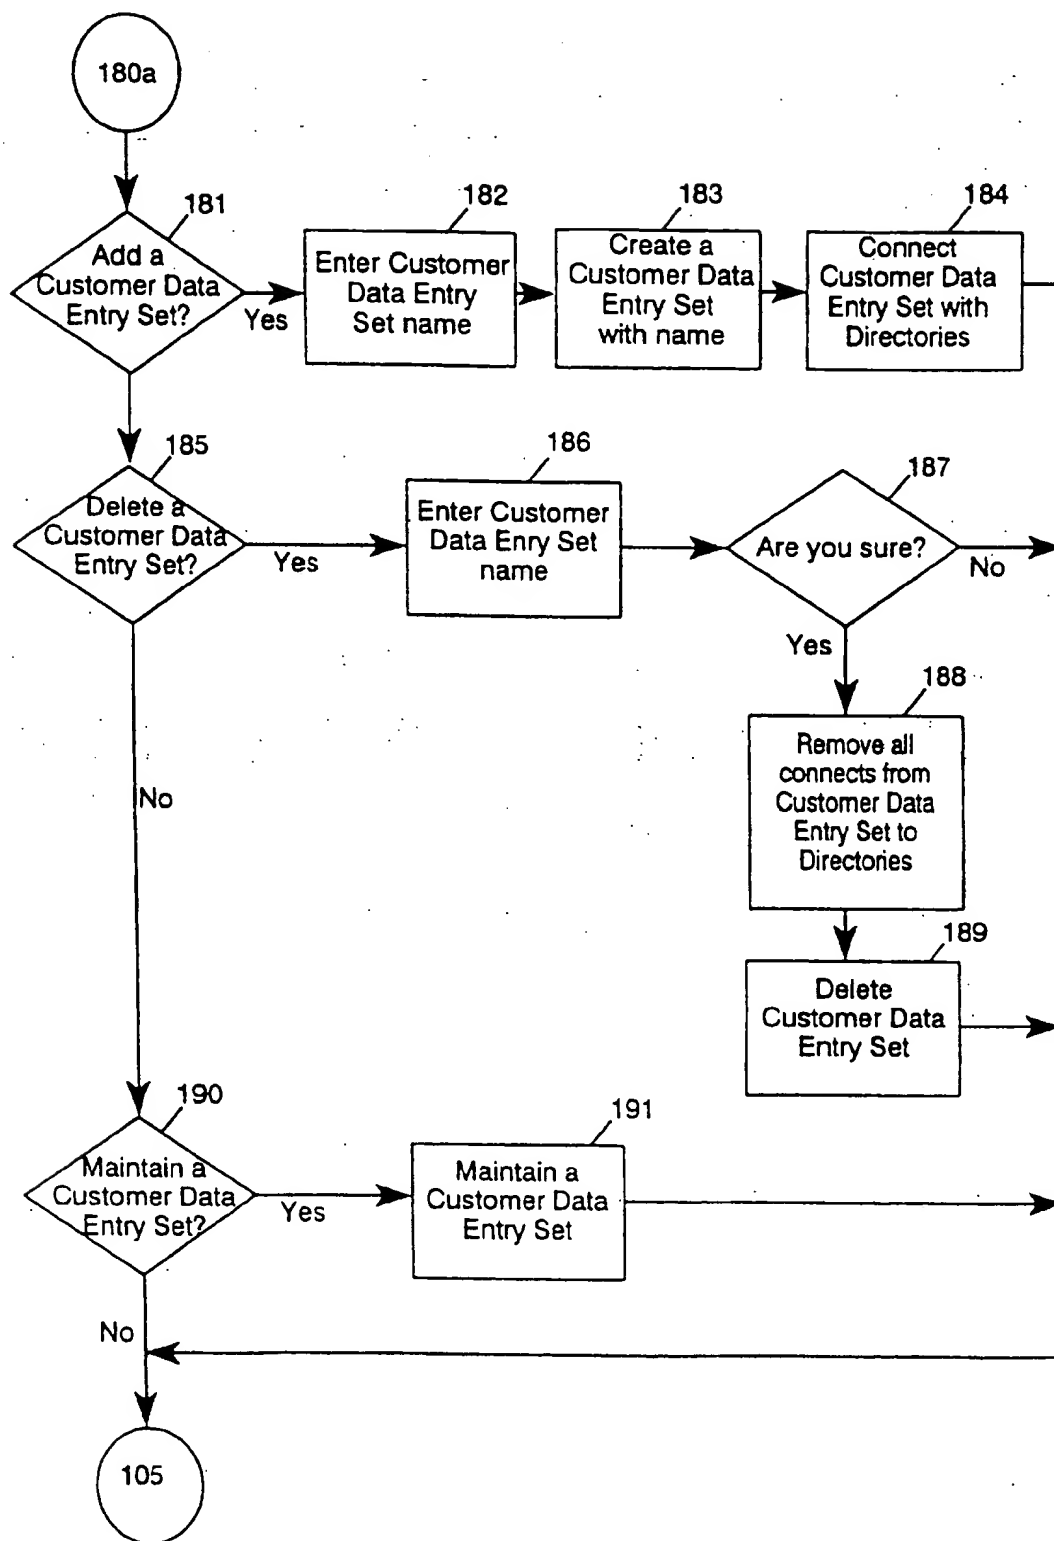 180a
181
Add a
Customer Data
Entry Set?
Yes
182
Enter Customer
Data Entry
Set name
183
Create a
Customer Data
Entry Set
with name
184
Connect
Customer Data
Entry Set with
Directories
185
Delete a
Customer Data
Entry Set?
Yes
186
Enter Customer
Data Enry Set
name
187
Are you sure?
No
Yes
188
Remove all
connects from
Customer Data
Entry Set to
Directories
No
189
Delete
Customer Data
Entry Set
190
Maintain a
Customer Data
Entry Set?
Yes
191
Maintain a
Customer Data
Entry Set
No
105